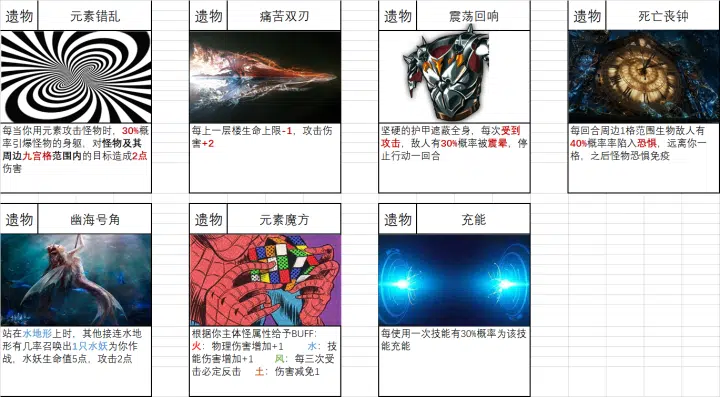 遗物 元素错乱
每当你用元素攻击怪物时，30%概
率引爆怪物的身躯，对怪物及其
周边九宫格范围内的目标造成2点
伤害
遗物 痛苦双刃
每上一层楼生命上限-1，攻击伤
害+2
遗物 震荡回响
坚硬的护甲遮蔽全身，每次受到
攻击，敌人有30%概率被震晕，停
止行动一回合
遗物 死亡丧钟
每回合周边1格范围生物敌人有
40%概率率陷入恐惧，远离你一
格，之后怪物恐惧免疫
遗物 幽海号角
站在水地形上时，其他接连水地
形有几率召唤出1只水妖为你作
战，水妖生命值5点，攻击2点
遗物 元素魔方
根据你主体怪属性给予BUFF：
火：物理伤害增加+1 水：技
能伤害增加+1 风：每三次受
击必定反击 土：伤害减免1
遗物 充能
每使用一次技能有30%概率为该技
能充能